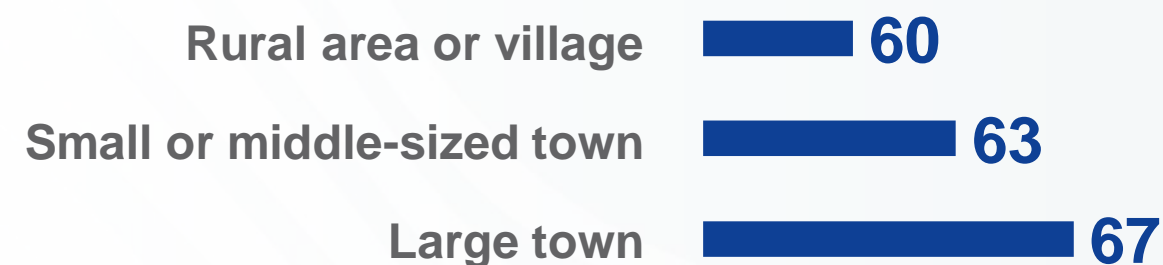 Rural area or village 60
Small or middle-sized town 63
Large town 67